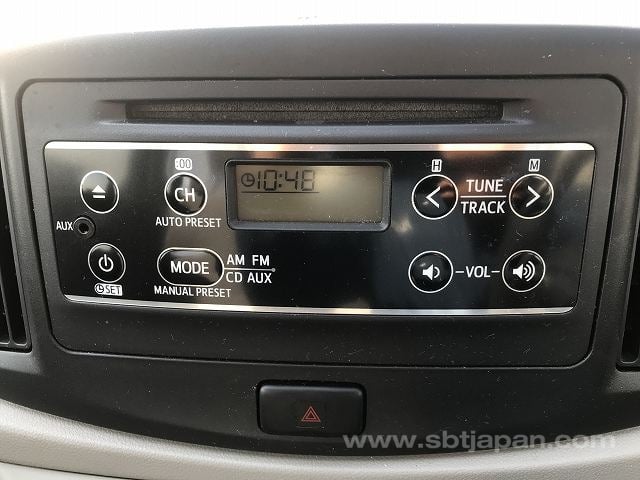 :00 H M
CH 10:48 TUNE
AUX AUTO PRESET TRACK
MODE AM FM
CD AUX VOL
SET MANUAL PRESET
www.sbtjapan.com